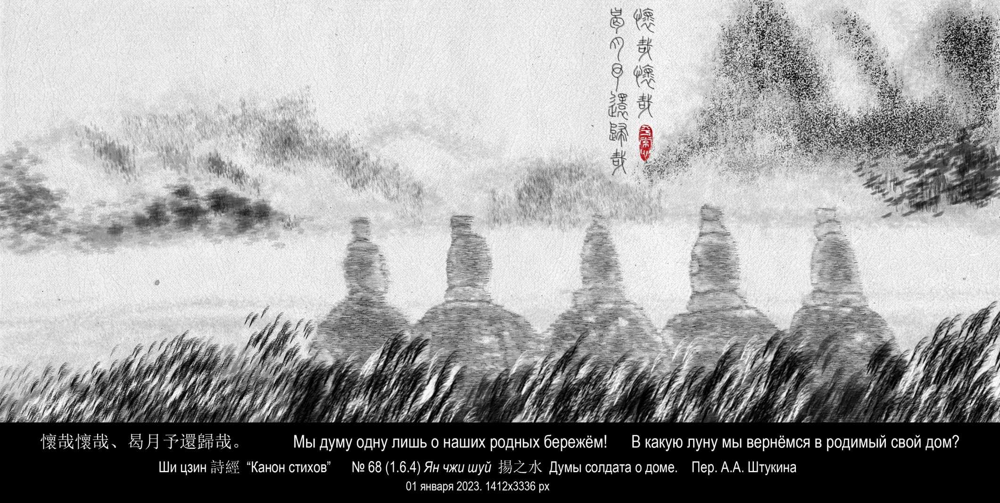 懷哉懷哉
曷月予還歸哉
懷哉懷哉、曷月予還歸哉。 Мы думу одну лишь о наших родных бережём! В какую луну мы вернёмся в родимый свой дом?
Ши цзин 詩經 “Канон стихов” № 68 (1.6.4) Ян чжи шуй 揚之水 Думы солдата о доме. Пер. А.А. Штукина
01 января 2023. 1412x3336 px